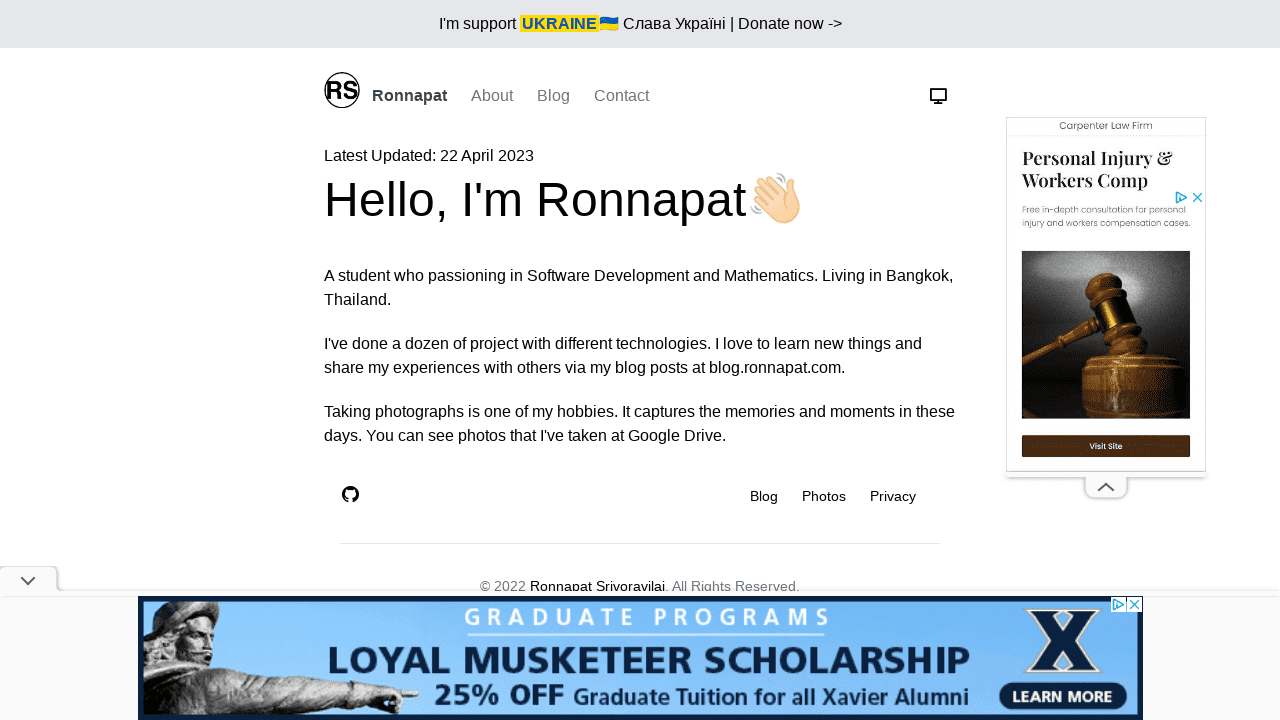 I'm support UKRAINE🇺🇦 Слава Україні | Donate now ->
RS Ronnapat About Blog Contact
Latest Updated: 22 April 2023
Hello, I'm Ronnapat👋🏻
A student who passioning in Software Development and Mathematics. Living in Bangkok,
Thailand.
I've done a dozen of project with different technologies. I love to learn new things and
share my experiences with others via my blog posts at blog.ronnapat.com.
Taking photographs is one of my hobbies. It captures the memories and moments in these
days. You can see photos that I've taken at Google Drive.
Blog Photos Privacy
© 2022 Ronnapat Srivoravilai. All Rights Reserved.
Carpenter Law Firm
Personal Injury &
Workers Comp
Free in-depth consultation for personal
injury and workers compensation cases.
Visit Site
GRADUATE PROGRAMS
LOYAL MUSKETEER SCHOLARSHIP
25% OFF Graduate Tuition for all Xavier Alumni
X
LEARN MORE